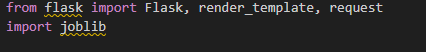 from flask import Flask, render_template, request
import joblib